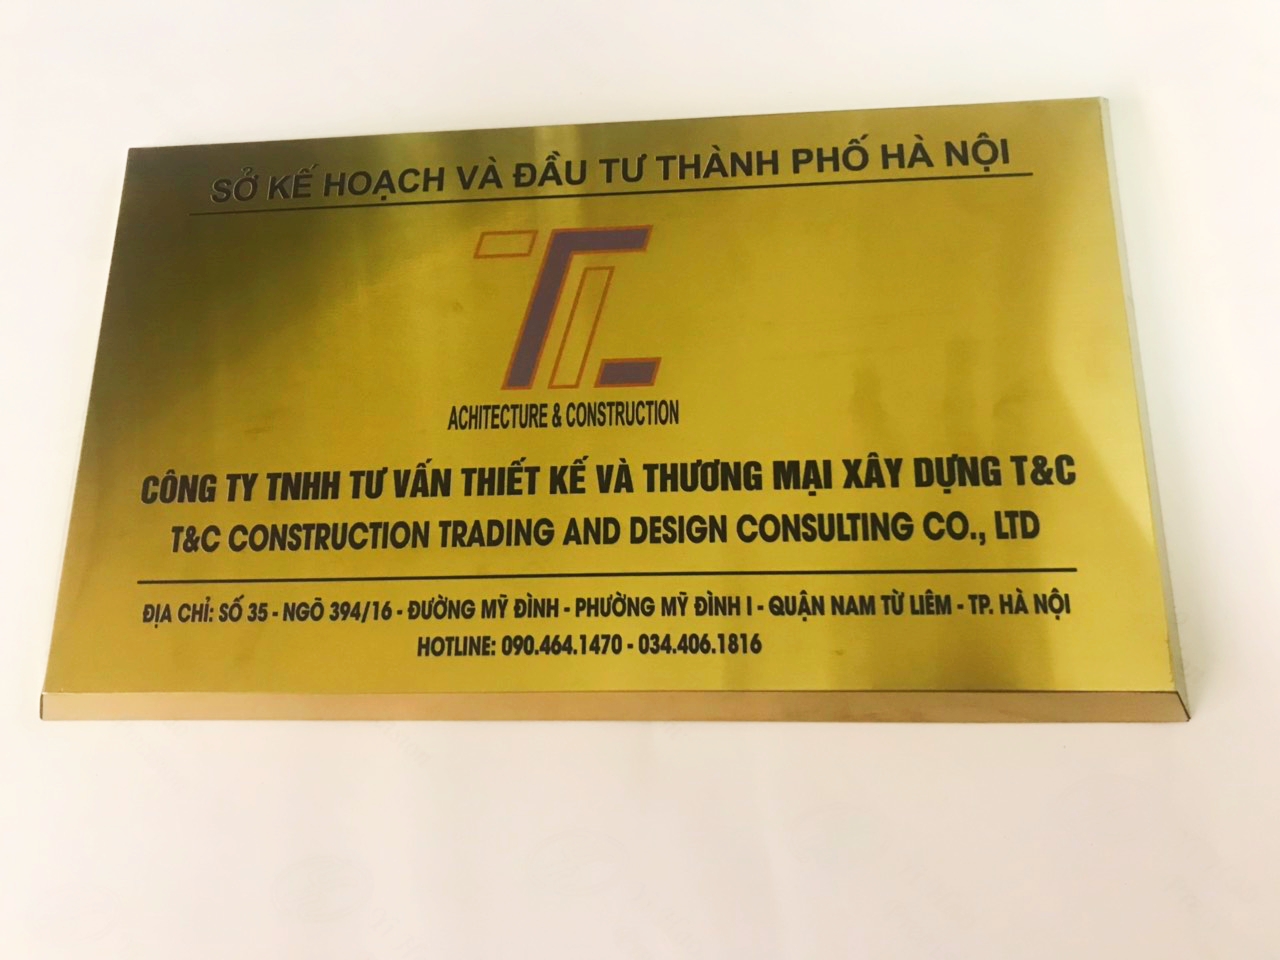 SỞ KẾ HOẠCH VÀ ĐẦU TƯ THÀNH PHỐ HÀ NỘI
TC
ACHITECTURE & CONSTRUCTION
CÔNG TY TNHH TƯ VẤN THIẾT KẾ VÀ THƯƠNG MẠI XÂY DỰNG T&C
T&C CONSTRUCTION TRADING AND DESIGN CONSULTING CO., LTD
ĐỊA CHỈ: SỐ 35 - NGÕ 394/16 - ĐƯỜNG MỸ ĐÌNH - PHƯỜNG MỸ ĐÌNH I - QUẬN NAM TỪ LIÊM - TP. HÀ NỘI
HOTLINE: 090.464.1470 - 034.406.1816